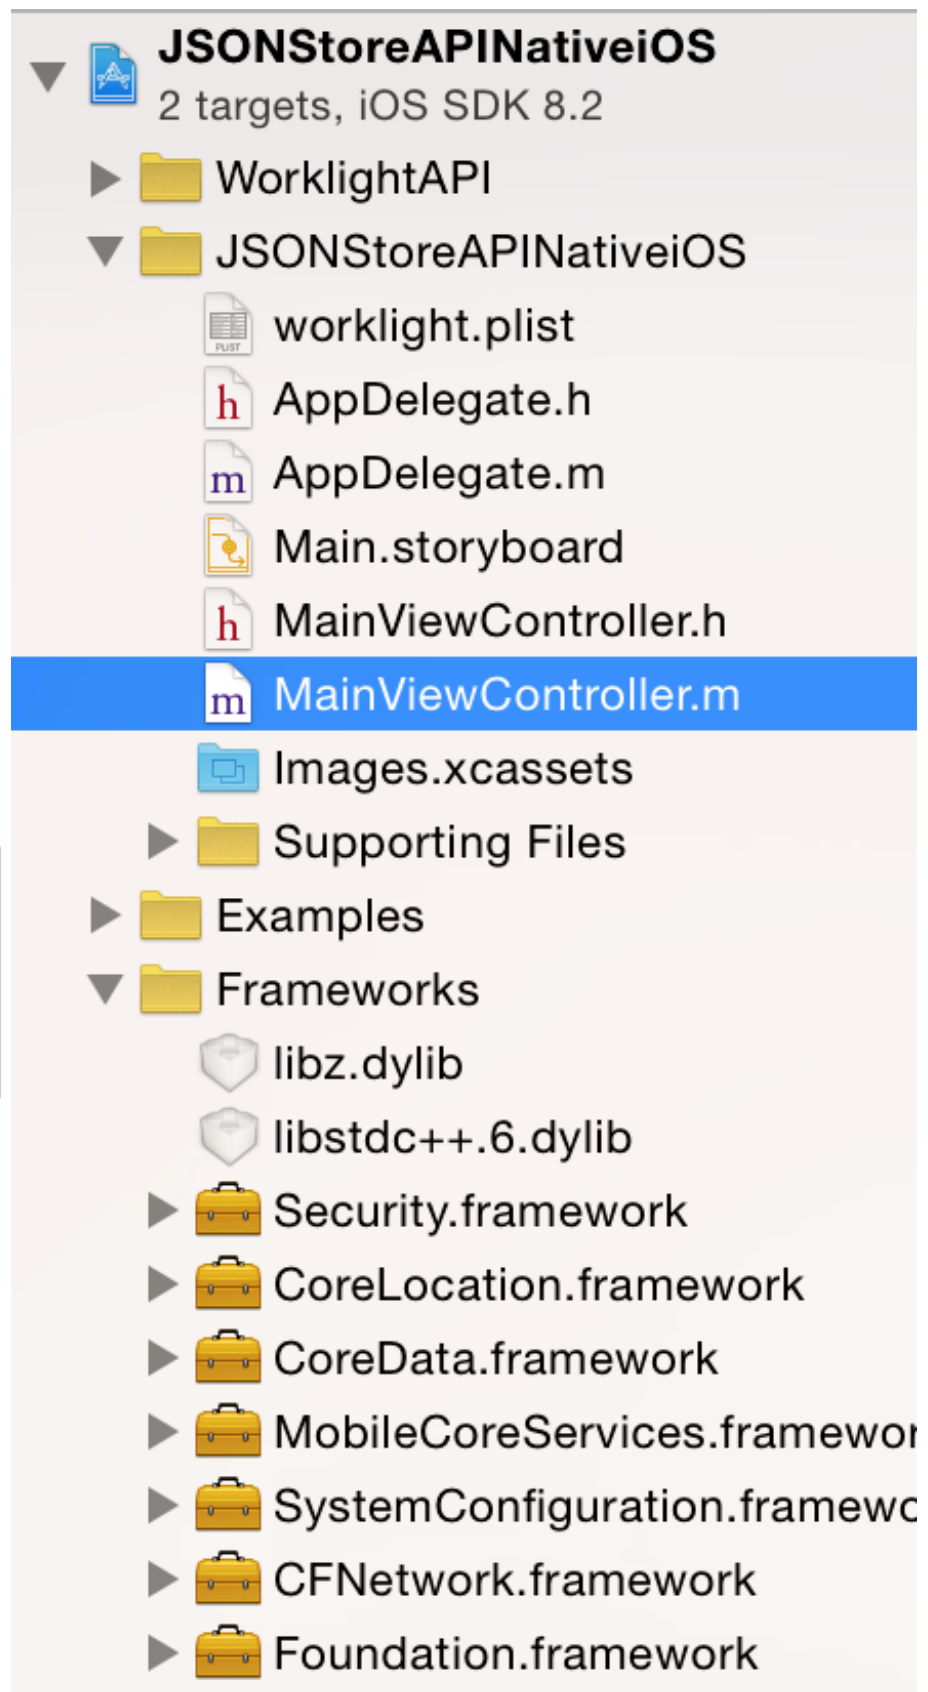 JSONStoreAPINativeiOS
2 targets, iOS SDK 8.2
WorklightAPI
JSONStoreAPINativeiOS
worklight.plist
AppDelegate.h
AppDelegate.m
Main.storyboard
MainViewController.h
MainViewController.m
Images.xcassets
Supporting Files
Examples
Frameworks
libz.dylib
libstdc++.6.dylib
Security.framework
CoreLocation.framework
CoreData.framework
MobileCoreServices.framewor
SystemConfiguration.framewo
CFNetwork.framework
Foundation.framework